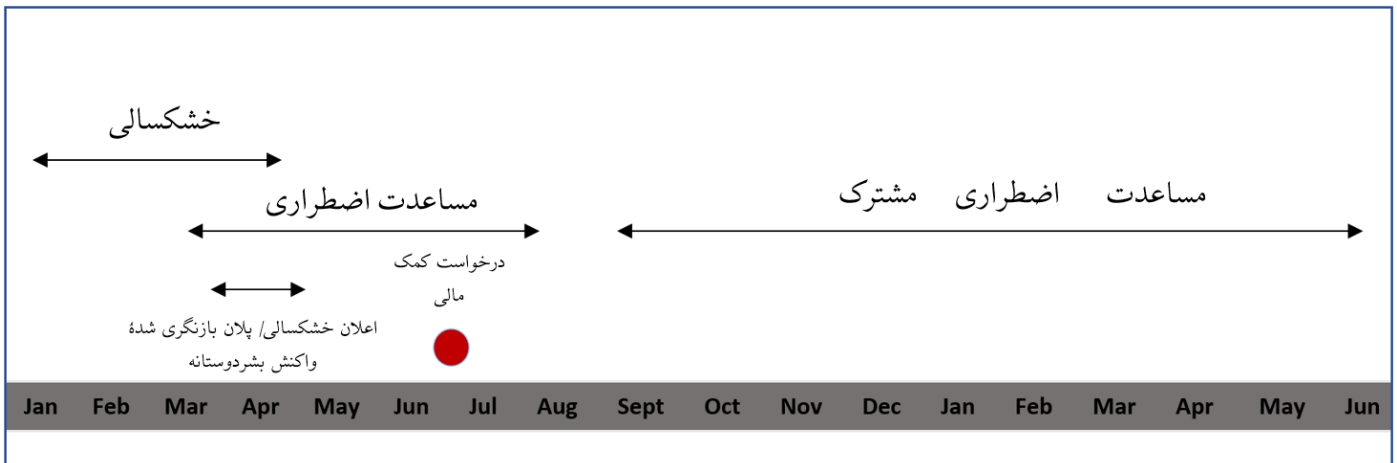 خشکسالی
مساعدت اضطراری
مساعدت اضطراری مشترک
درخواست کمک
مالی
اعلان خشکسالی/ پلان بازنگری شدهٔ
واکنش بشردوستانه
Jan Feb Mar Apr May Jun Jul Aug Sept Oct Nov Dec Jan Feb Mar Apr May Jun